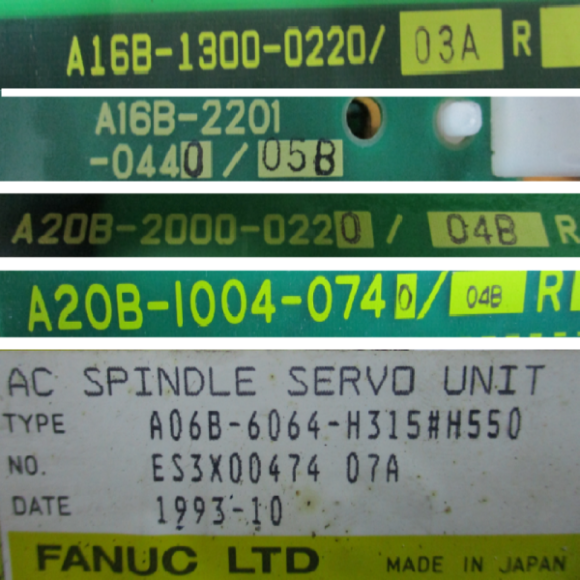 A16B-1300-0220/ 03A R
A16B-2201
-0440 / 05B
A20B-2000-0220 / 04B R
A20B-1004-0740/ 04B R
AC SPINDLE SERVO UNIT
TYPE A06B-6064-H315#H550
NO. ES3X00474 07A
DATE 1993-10
FANUC LTD MADE IN JAPAN